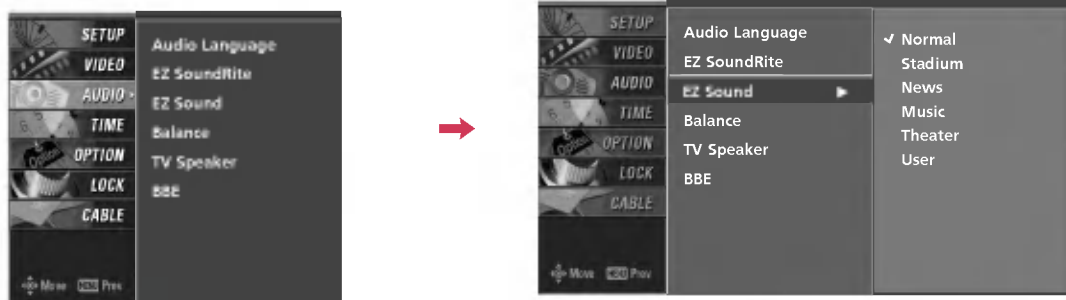 SETUP
VIDEO
AUDIO
TIME
OPTION
LOCK
CABLE
Move MENU Prev
Audio Language
EZ SoundRite
EZ Sound
Balance
TV Speaker
BBE
SETUP
VIDEO
AUDIO
TIME
OPTION
LOCK
CABLE
Move MENU Prev
Audio Language
EZ SoundRite
EZ Sound
Balance
TV Speaker
BBE
Normal
Stadium
News
Music
Theater
User